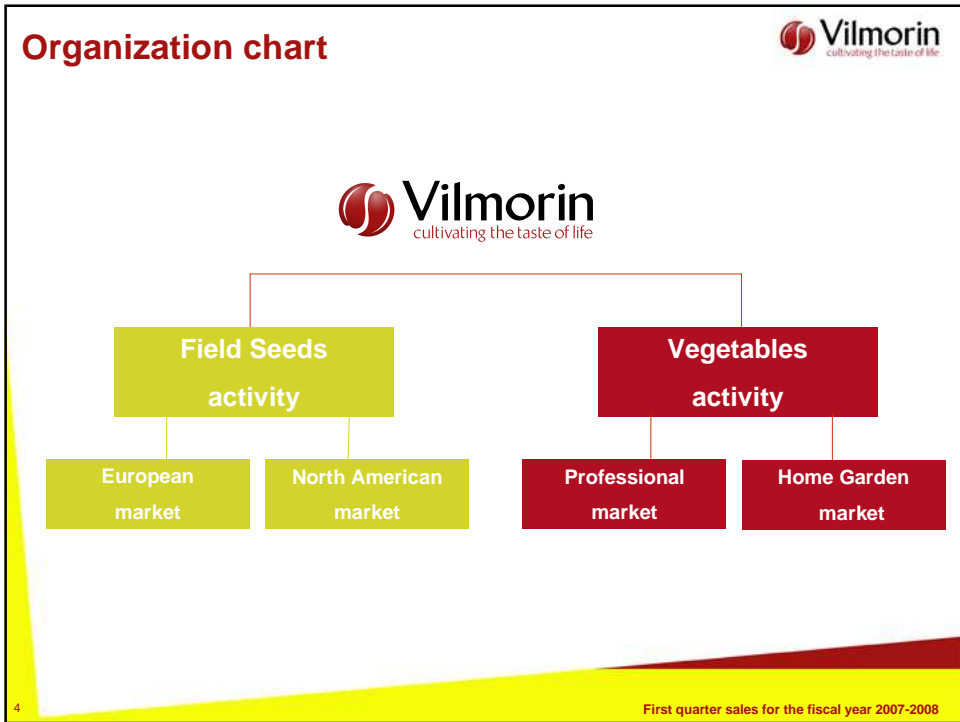 Organization chart
Vilmorin
cultivating the taste of life
Vilmorin
cultivating the taste of life
Field Seeds
activity
Vegetables
activity
European
market
North American
market
Professional
market
Home Garden
market
4
First quarter sales for the fiscal year 2007-2008